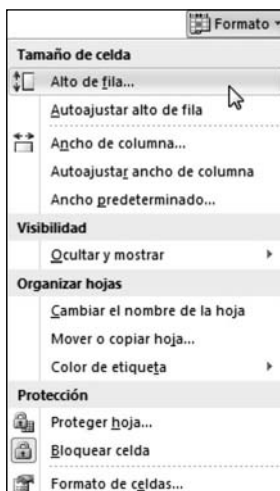 Formato
Tamaño de celda
Alto de fila...
Autoajustar alto de fila
Ancho de columna...
Autoajustar ancho de columna
Ancho predeterminado...
Visibilidad
Ocultar y mostrar
Organizar hojas
Cambiar el nombre de la hoja
Mover o copiar hoja...
Color de etiqueta
Protección
Proteger hoja...
Bloquear celda
Formato de celdas...